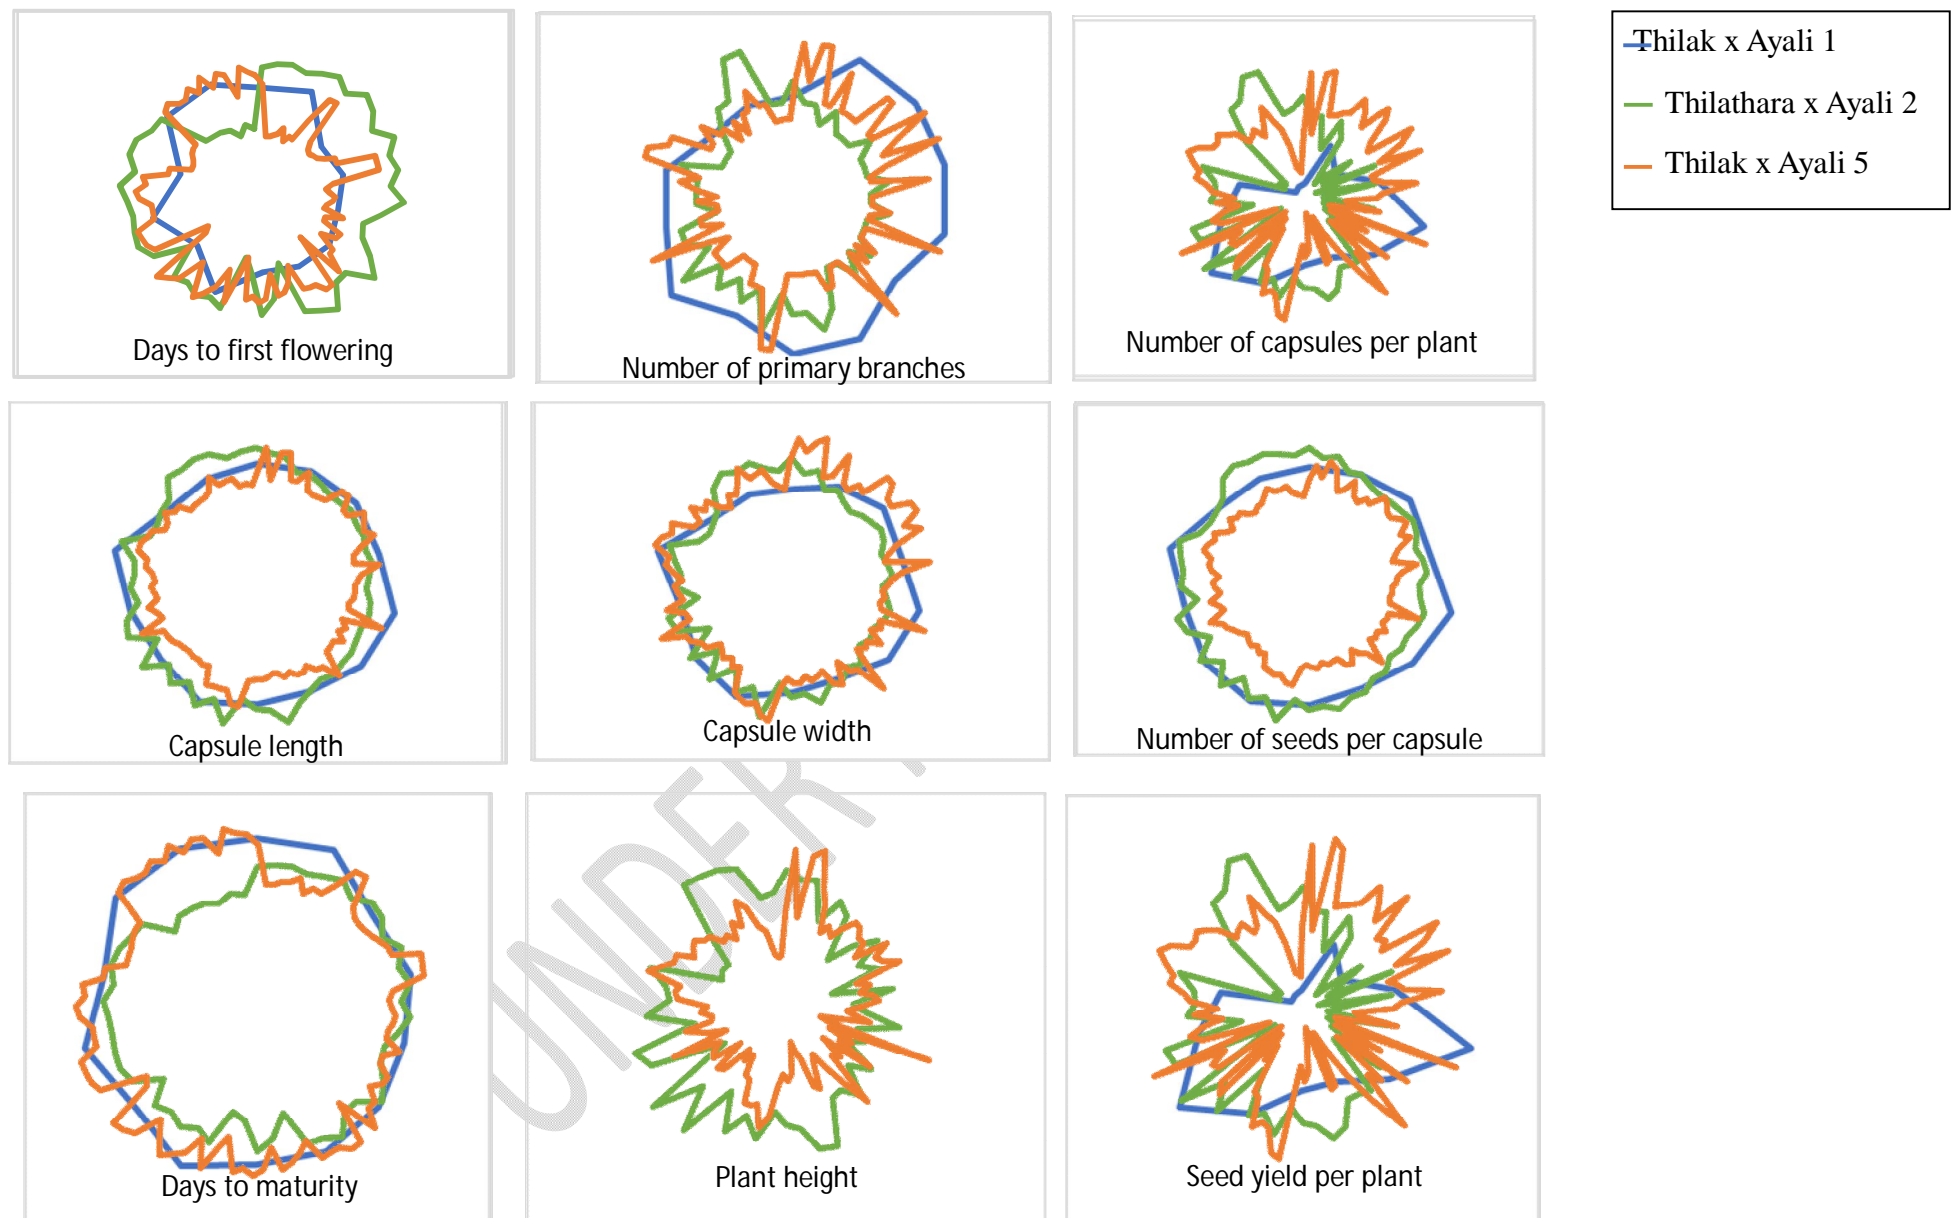 Thilak x Ayali 1
Thilathara x Ayali 2
Thilak x Ayali 5
Days to first flowering
Number of primary branches
Number of capsules per plant
Capsule length
Capsule width
Number of seeds per capsule
UNDER
Days to maturity
Plant height
Seed yield per plant